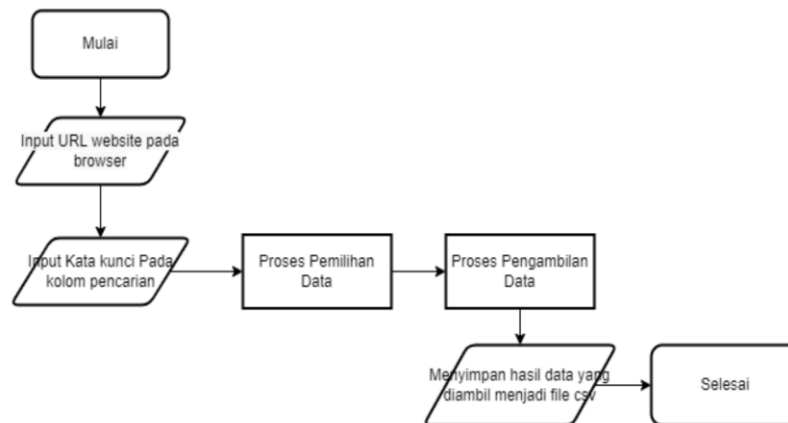 Mulai
Input URL website pada
browser
Input Kata kunci Pada
kolom pencarian
Proses Pemilihan
Data
Proses Pengambilan
Data
Menyimpan hasil data yang
diambil menjadi file csv
Selesai